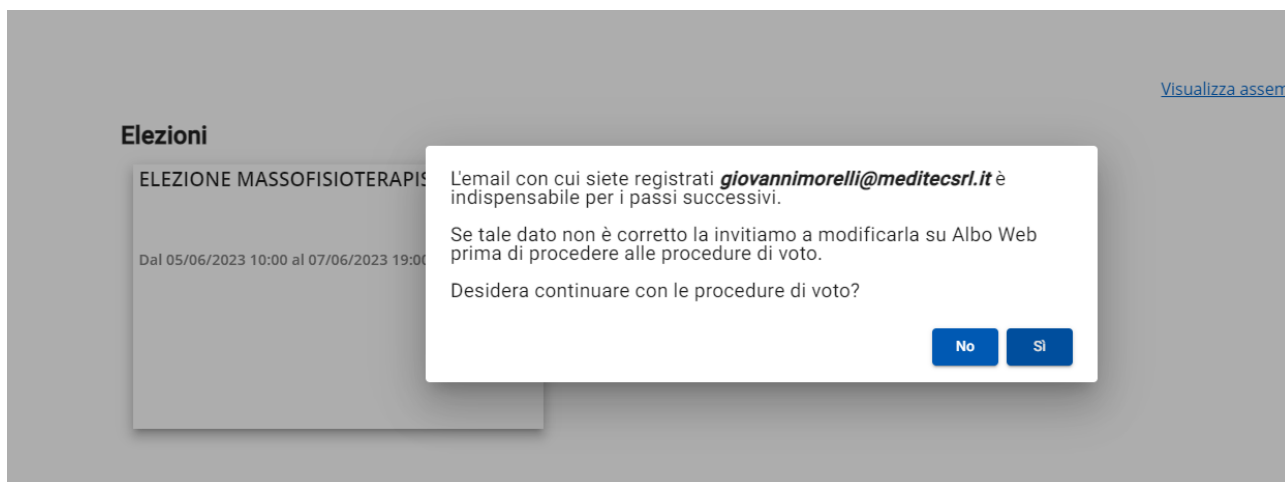 Visualizza
Elezioni
ELEZIONE
Dal 05/06/2023 10:00 al 07/06/2023 19:00
L'email con cui siete registrati giovannimorelli@meditecsrl.it è
indispensabile per i passi successivi.
Se tale dato non è corretto la invitiamo a modificarla su Albo Web
prima di procedere alle procedure di voto.
Desidera continuare con le procedure di voto?
No
Sì